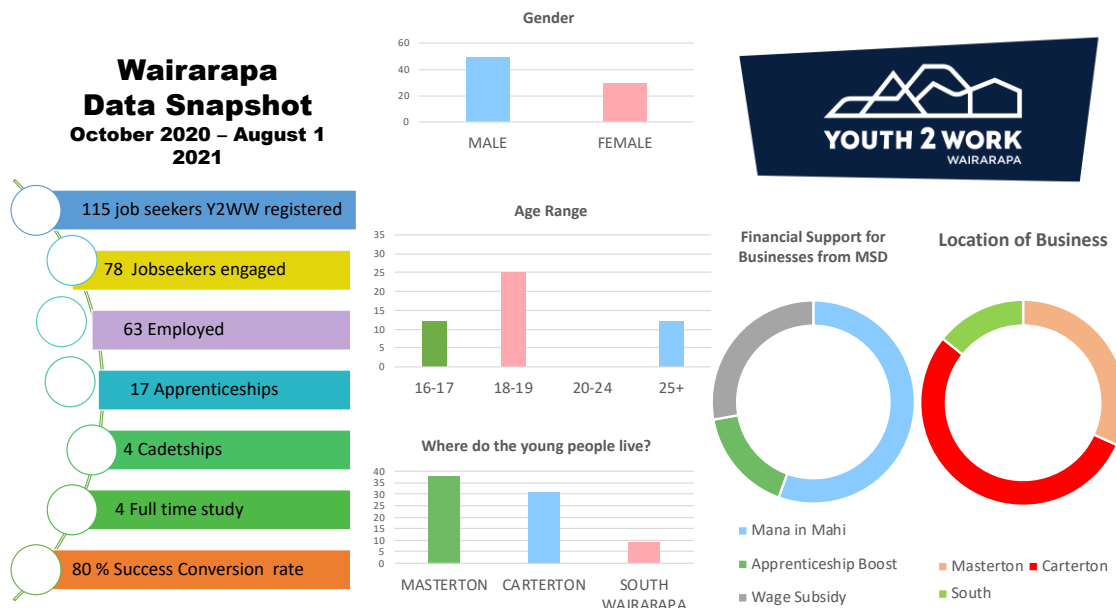 Wairarapa
Data Snapshot
October 2020 – August 1
2021
115 job seekers Y2WW registered
78 Jobseekers engaged
63 Employed
17 Apprenticeships
4 Cadetships
4 Full time study
80 % Success Conversion rate
Gender
60
40
20
0
MALE FEMALE
Age Range
35
30
25
20
15
10
5
0
16-17 18-19 20-24 25+
Where do the young people live?
40
35
30
25
20
15
10
5
0
MASTERTON CARTERTON SOUTH
WAIRARAPA
YOUTH 2 WORK
WAIRARAPA
Financial Support for
Businesses from MSD
Mana in Mahi
Apprenticeship Boost
Wage Subsidy
Location of Business
Masterton Carterton
South